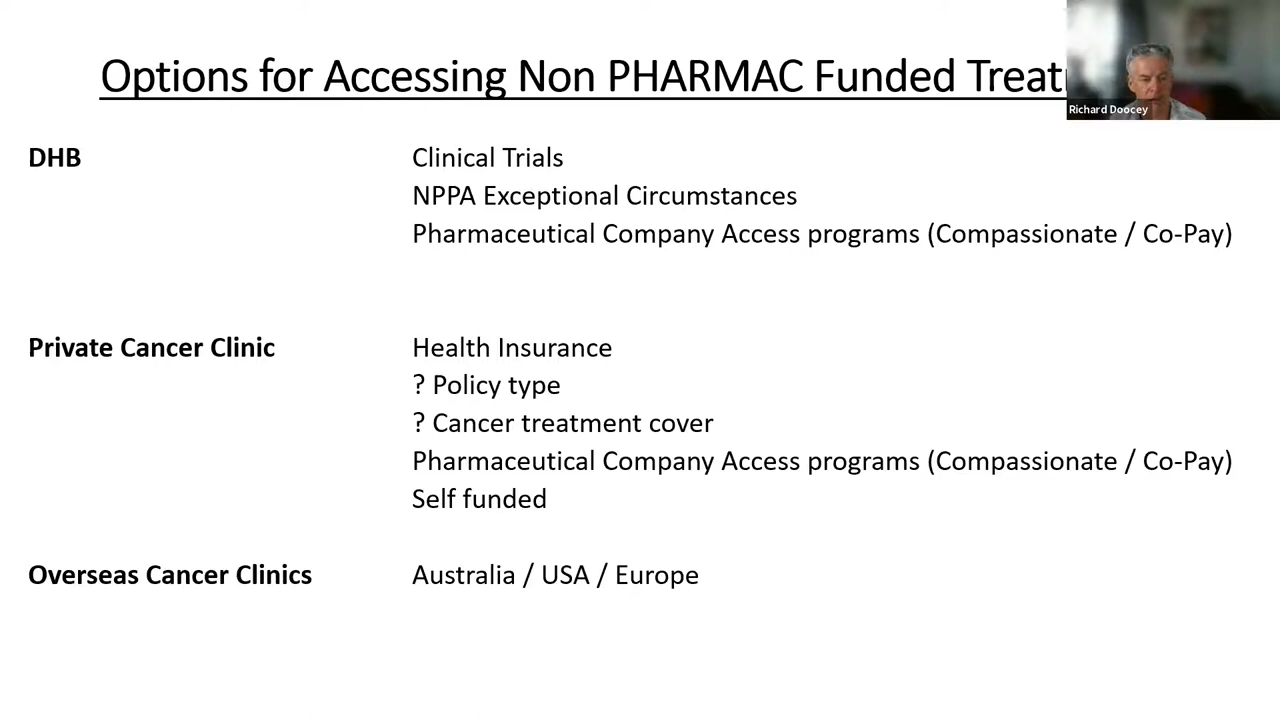 Options for Accessing Non PHARMAC Funded
Richard Doocey
DHB Clinical Trials
NPPA Exceptional Circumstances
Pharmaceutical Company Access programs (Compassionate / Co-Pay)
Private Cancer Clinic Health Insurance
? Policy type
? Cancer treatment cover
Pharmaceutical Company Access programs (Compassionate / Co-Pay)
Self funded
Overseas Cancer Clinics Australia / USA / Europe